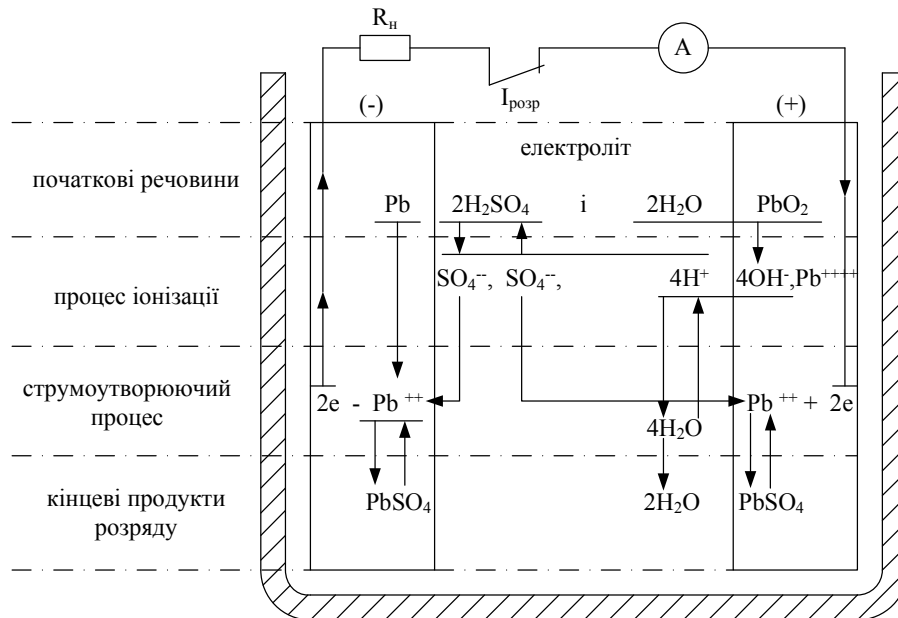 Rн
A
Iрозр
(-)
(+)
електроліт
початкові речовини
Pb
2H₂SO₄
і
2H₂O
PbO₂
процес іонізації
SO₄⁻⁻,
SO₄⁻⁻,
4H⁺
4OH⁻,Pb⁺⁺⁺⁺
струмоутворюючий
процес
2e - Pb ⁺⁺
4H₂O
Pb ⁺⁺ + 2e
кінцеві продукти
розряду
PbSO₄
2H₂O
PbSO₄